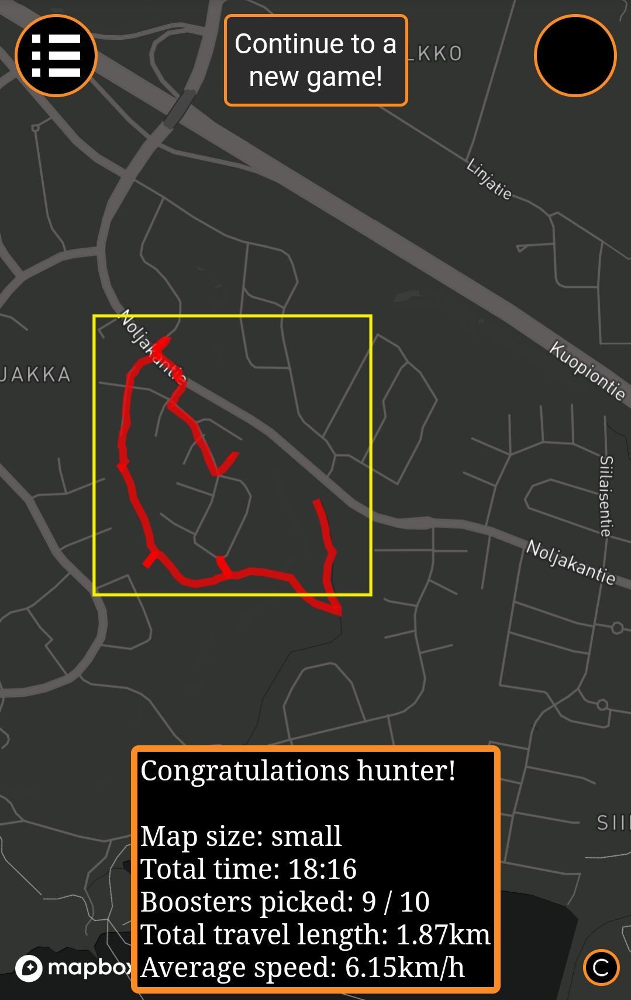 Continue to a
new game!
LKKO
Linjatie
Noljakantie
Kuopiontie
JAKKA
Siilaisentie
Noljakantie
SII
Congratulations hunter!
Map size: small
Total time: 18:16
Boosters picked: 9 / 10
Total travel length: 1.87km
Average speed: 6.15km/h
mapbox
C